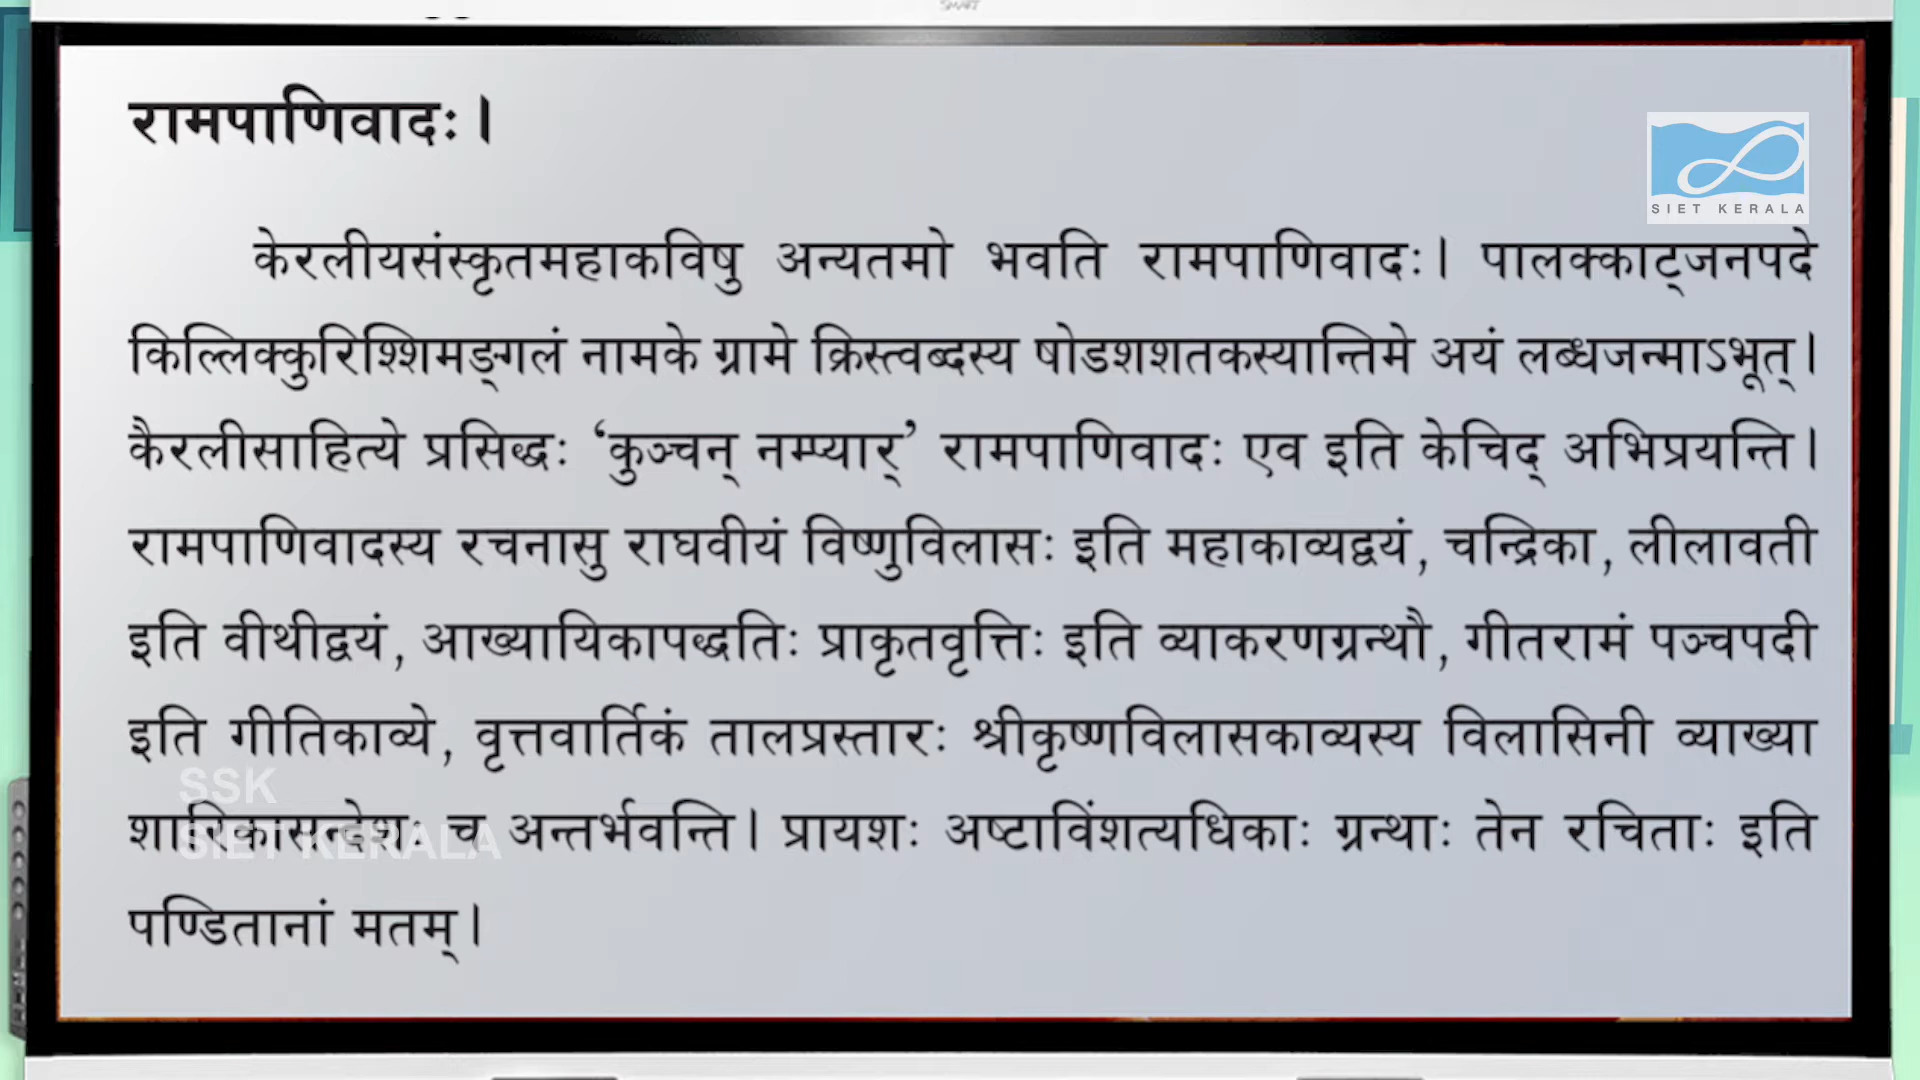 SMART
रामपाणिवादः।
SIET KERALA
केरलीयसंस्कृतमहाकविषु अन्यतमो भवति रामपाणिवादः। पालक्काट्जनपदे
किल्लिक्कुरिश्शिमङ्गलं नामके ग्रामे क्रिस्त्वब्दस्य षोडशशतकस्यान्तिमे अयं लब्धजन्माऽभूत्।
कैरलीसाहित्ये प्रसिद्धः ‘कुञ्चन् नम्प्यार्’ रामपाणिवादः एव इति केचिद् अभिप्रयन्ति।
रामपाणिवादस्य रचनासु राघवीयं विष्णुविलासः इति महाकाव्यद्वयं, चन्द्रिका, लीलावती
इति वीथीद्वयं, आख्यायिकापद्धतिः प्राकृतवृत्तिः इति व्याकरणग्रन्थौ, गीतरामं पञ्चपदी
इति गीतिकाव्ये, वृत्तवार्तिकं तालप्रस्तारः श्रीकृष्णविलासकाव्यस्य विलासिनी व्याख्या
SSK
शारिकासन्देशः च अन्तर्भवन्ति। प्रायशः अष्टाविंशत्यधिकाः ग्रन्थाः तेन रचिताः इति
SIET KERALA
पण्डितानां मतम्।